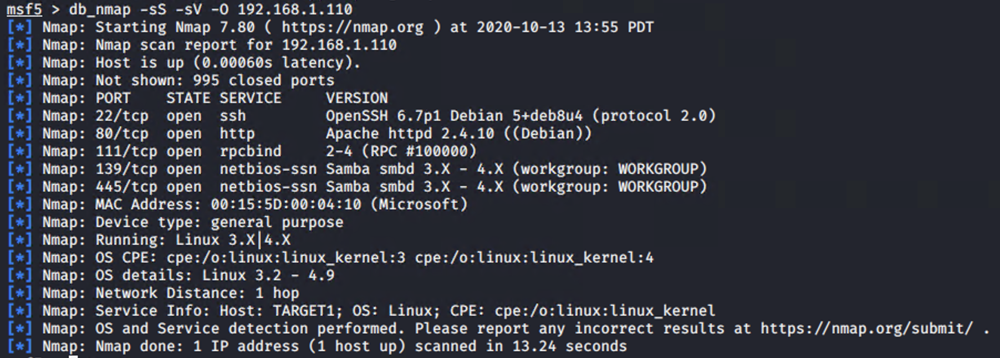 msf5 > db_nmap -sS -sV -O 192.168.1.110
[*] Nmap: Starting Nmap 7.80 ( https://nmap.org ) at 2020-10-13 13:55 PDT
[*] Nmap: Nmap scan report for 192.168.1.110
[*] Nmap: Host is up (0.00060s latency).
[*] Nmap: Not shown: 995 closed ports
[*] Nmap: PORT    STATE SERVICE     VERSION
[*] Nmap: 22/tcp  open  ssh         OpenSSH 6.7p1 Debian 5+deb8u4 (protocol 2.0)
[*] Nmap: 80/tcp  open  http        Apache httpd 2.4.10 ((Debian))
[*] Nmap: 111/tcp open  rpcbind     2-4 (RPC #100000)
[*] Nmap: 139/tcp open  netbios-ssn Samba smbd 3.X - 4.X (workgroup: WORKGROUP)
[*] Nmap: 445/tcp open  netbios-ssn Samba smbd 3.X - 4.X (workgroup: WORKGROUP)
[*] Nmap: MAC Address: 00:15:5D:00:04:10 (Microsoft)
[*] Nmap: Device type: general purpose
[*] Nmap: Running: Linux 3.X|4.X
[*] Nmap: OS CPE: cpe:/o:linux:linux_kernel:3 cpe:/o:linux:linux_kernel:4
[*] Nmap: OS details: Linux 3.2 - 4.9
[*] Nmap: Network Distance: 1 hop
[*] Nmap: Service Info: Host: TARGET1; OS: Linux; CPE: cpe:/o:linux:linux_kernel
[*] Nmap: OS and Service detection performed. Please report any incorrect results at https://nmap.org/submit/ .
[*] Nmap: Nmap done: 1 IP address (1 host up) scanned in 13.24 seconds